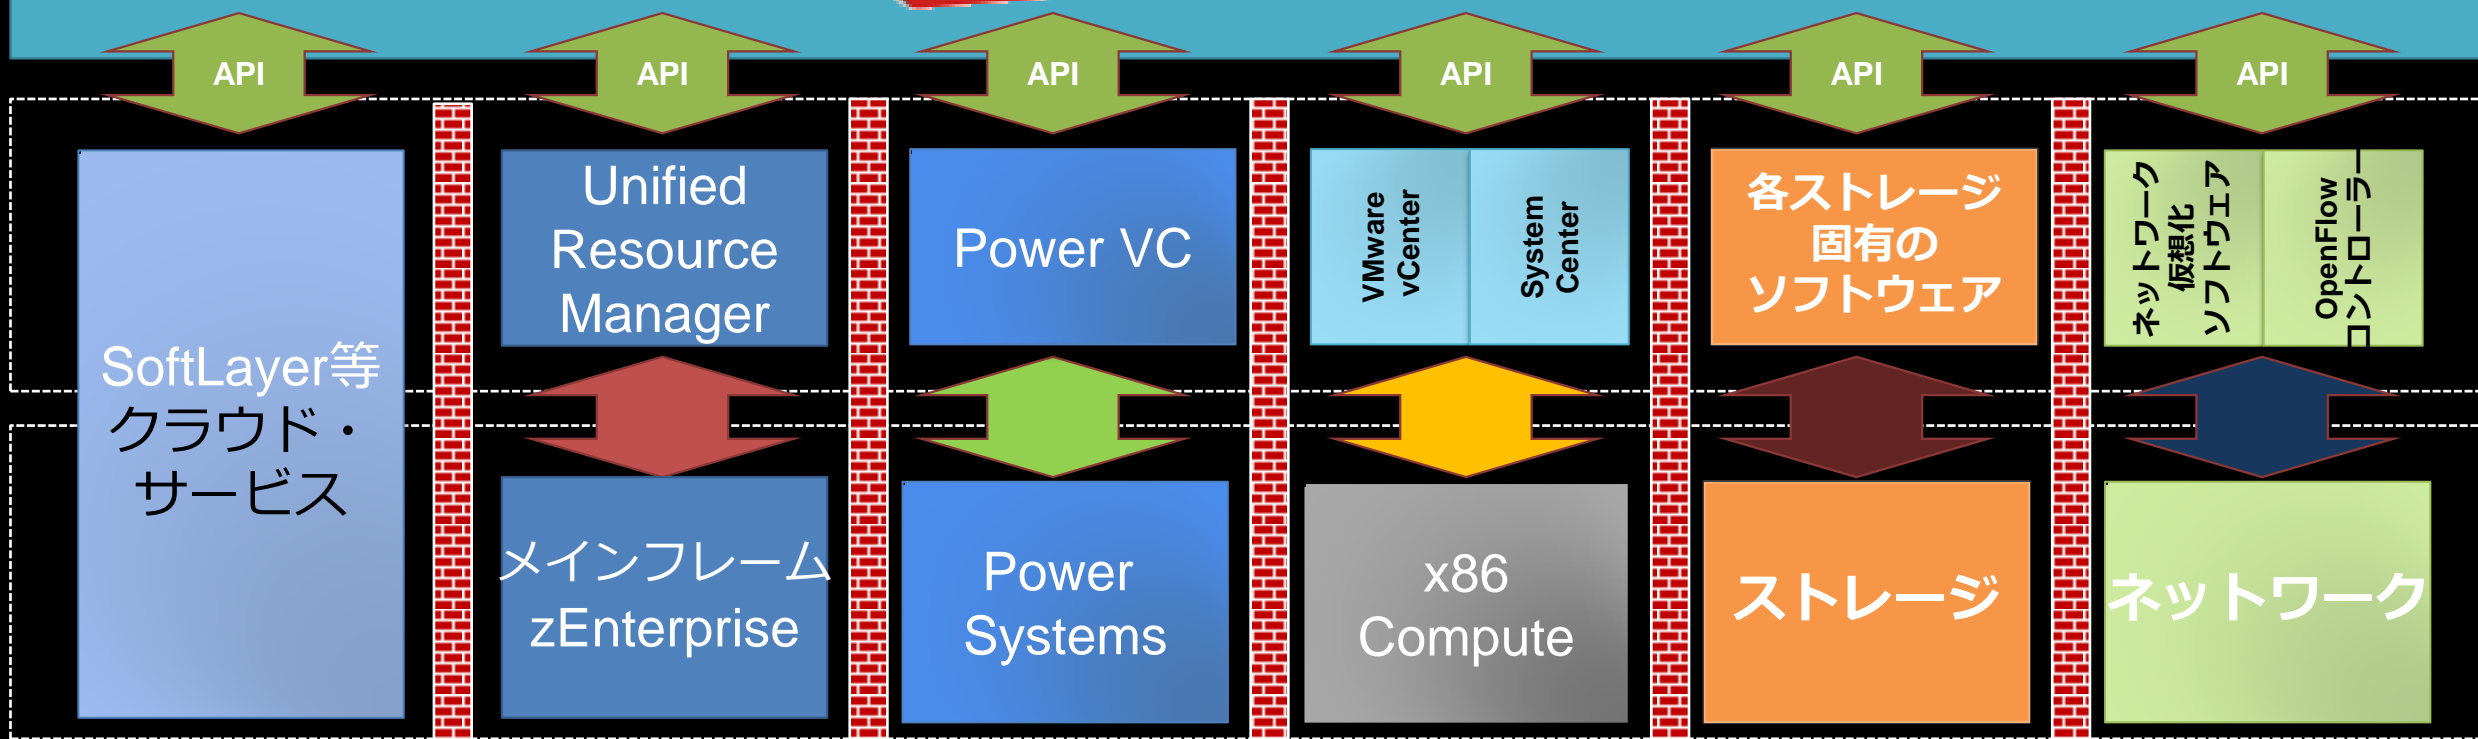 API
API
API
API
API
API
SoftLayer等
クラウド・
サービス
Unified
Resource
Manager
メインフレーム
zEnterprise
Power VC
Power
Systems
VMware
vCenter
System
Center
x86
Compute
各ストレージ
固有の
ソフトウェア
ストレージ
ネットワーク
仮想化
ソフトウェア
OpenFlow
コントローラー
ネットワーク